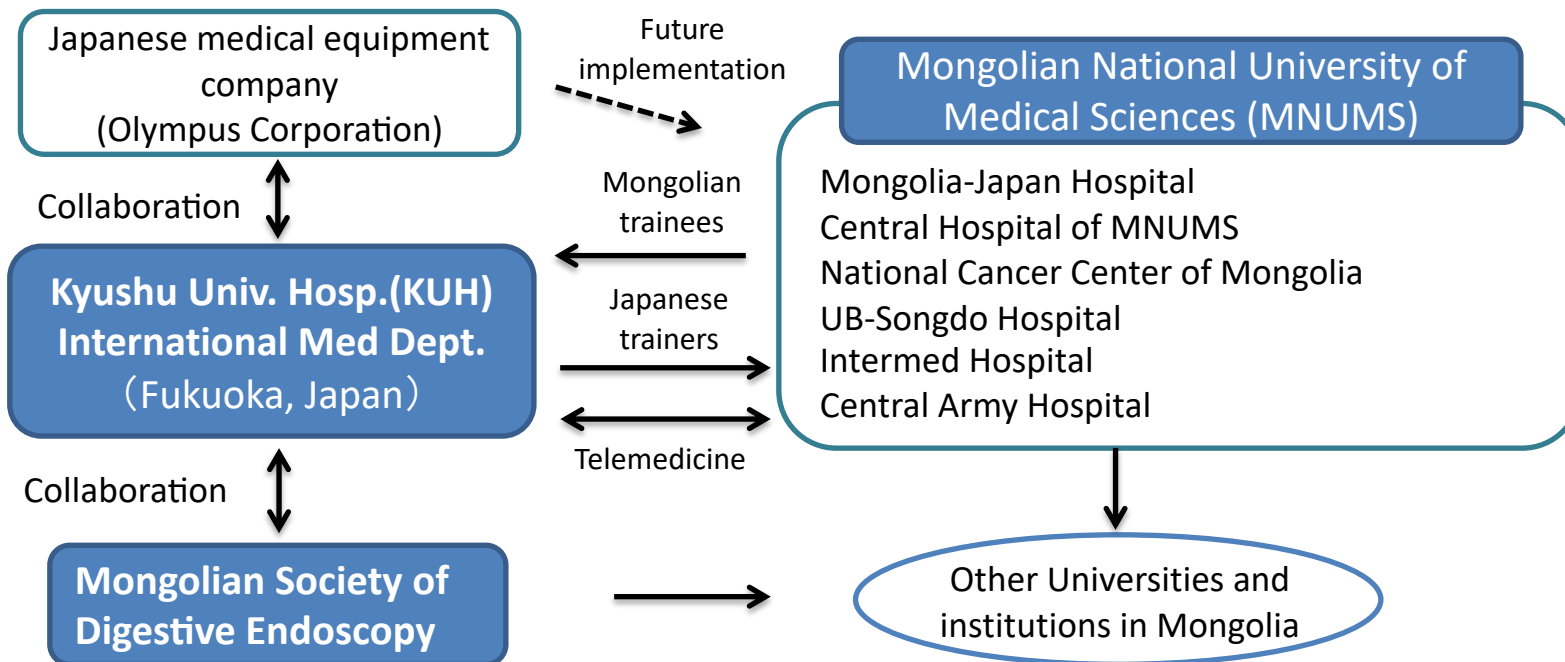 Japanese medical equipment
company
(Olympus Corporation)
Future
implementation
Mongolian National University of
Medical Sciences (MNUMS)
Collaboration
Mongolian
trainees
Mongolia-Japan Hospital
Central Hospital of MNUMS
National Cancer Center of Mongolia
UB-Songdo Hospital
Intermed Hospital
Central Army Hospital
Kyushu Univ. Hosp.(KUH)
International Med Dept.
（Fukuoka, Japan）
Japanese
trainers
Telemedicine
Collaboration
Mongolian Society of
Digestive Endoscopy
Other Universities and
institutions in Mongolia